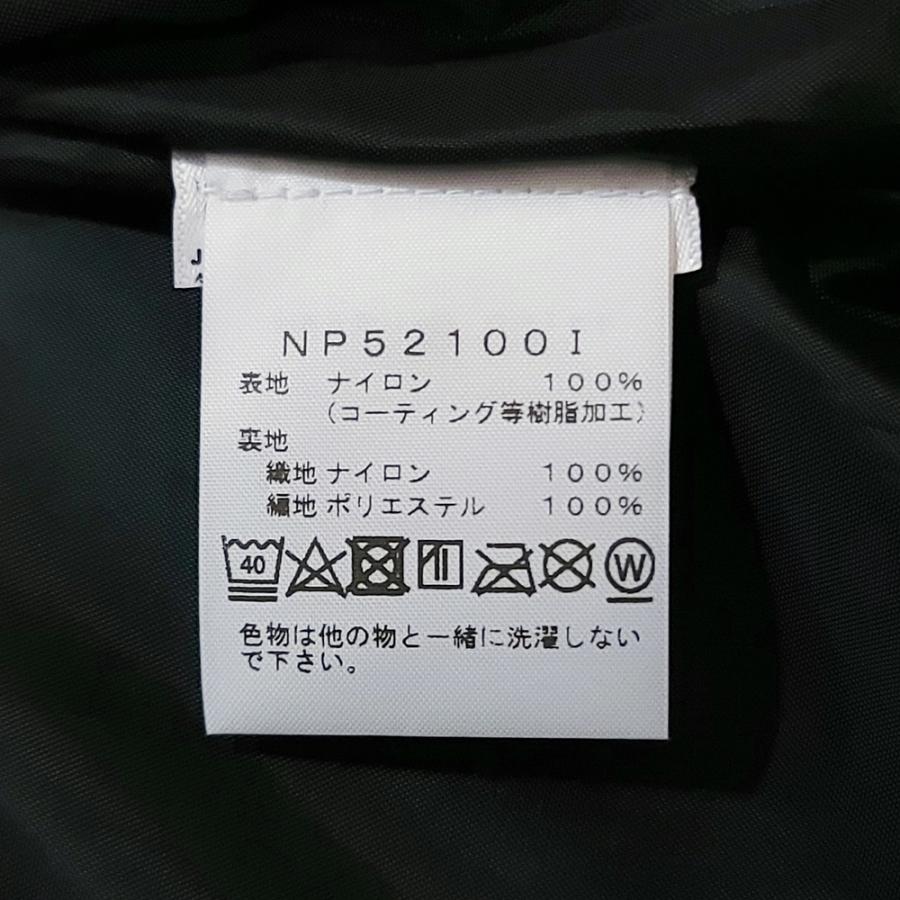 J
NP52100I
表地 ナイロン 100%
(コーティング等樹脂加工)
裏地
織地 ナイロン 100%
編地 ポリエステル 100%
40 W
色物は他の物と一緒に洗濯しない
で下さい。